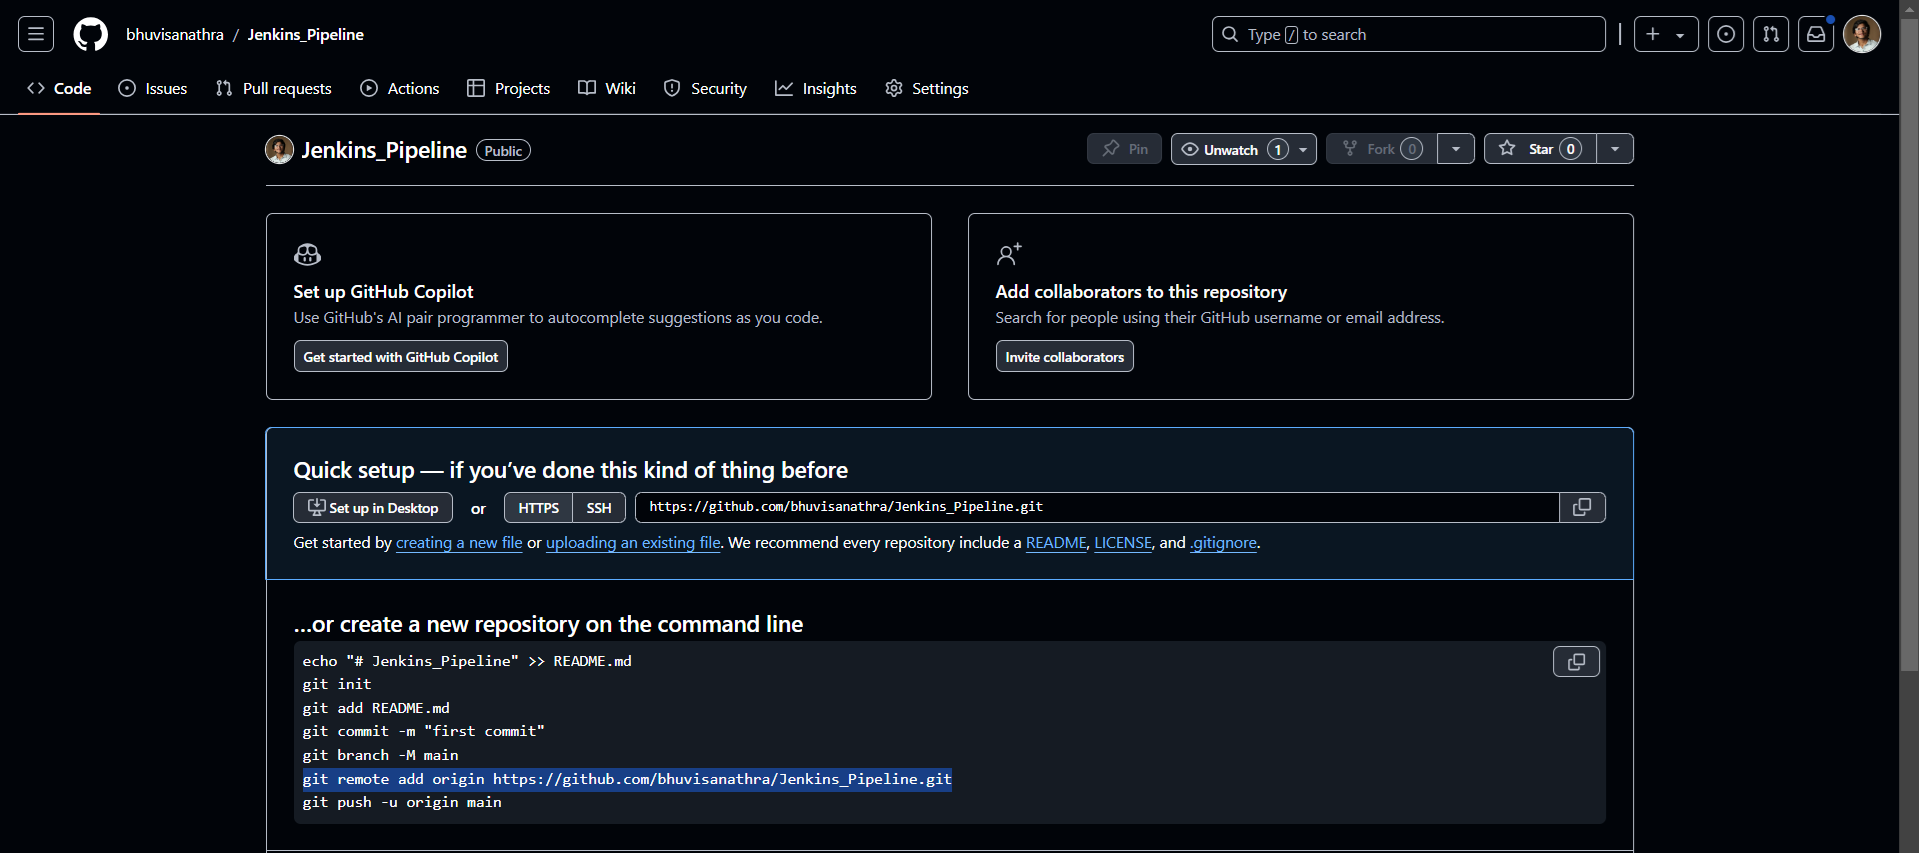 bhuvisanathra / Jenkins_Pipeline
Type / to search
Code Issues Pull requests Actions Projects Wiki Security Insights Settings
Jenkins_Pipeline Public
Pin Unwatch 1 Fork 0 Star 0
Set up GitHub Copilot
Use GitHub's AI pair programmer to autocomplete suggestions as you code.
Get started with GitHub Copilot
Add collaborators to this repository
Search for people using their GitHub username or email address.
Invite collaborators
Quick setup — if you’ve done this kind of thing before
Set up in Desktop or HTTPS SSH https://github.com/bhuvisanathra/Jenkins_Pipeline.git
Get started by creating a new file or uploading an existing file. We recommend every repository include a README, LICENSE, and .gitignore.
…or create a new repository on the command line
echo "# Jenkins_Pipeline" >> README.md
git init
git add README.md
git commit -m "first commit"
git branch -M main
git remote add origin https://github.com/bhuvisanathra/Jenkins_Pipeline.git
git push -u origin main